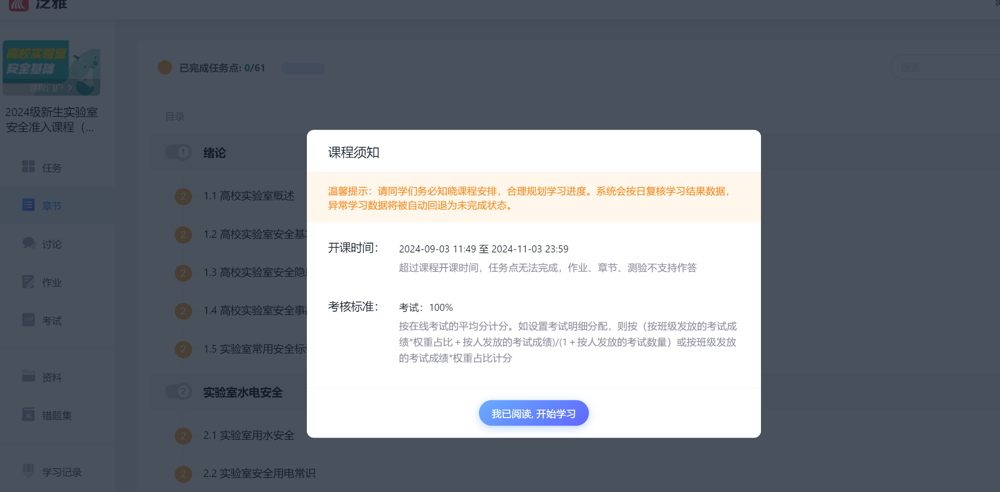 泛雅
高校实验室
安全基础
课程门户 >
2024级新生实验室
安全准入课程（...
任务
章节
讨论
作业
100
考试
资料
错题集
学习记录
已完成任务点: 0/61
搜索
目录
1 绪论
2 1.1 高校实验室概述
2 1.2 高校实验室安全基
2 1.3 高校实验室安全隐
2 1.4 高校实验室安全事
2 1.5 实验室常用安全标
2 实验室水电安全
2 2.1 实验室用水安全
2 2.2 实验室安全用电常识
课程须知
温馨提示：请同学们务必知晓课程安排，合理规划学习进度。系统会按日复核学习结果数据，
异常学习数据将被自动回退为未完成状态。
开课时间： 2024-09-03 11:49 至 2024-11-03 23:59
超过课程开课时间，任务点无法完成，作业、章节、测验不支持作答
考核标准： 考试：100%
按在线考试的平均分计分。如设置考试明细分配，则按（按班级发放的考试成
绩*权重占比 + 按人发放的考试成绩)/(1 + 按人发放的考试数量）或按班级发放
的考试成绩*权重占比计分
我已阅读, 开始学习